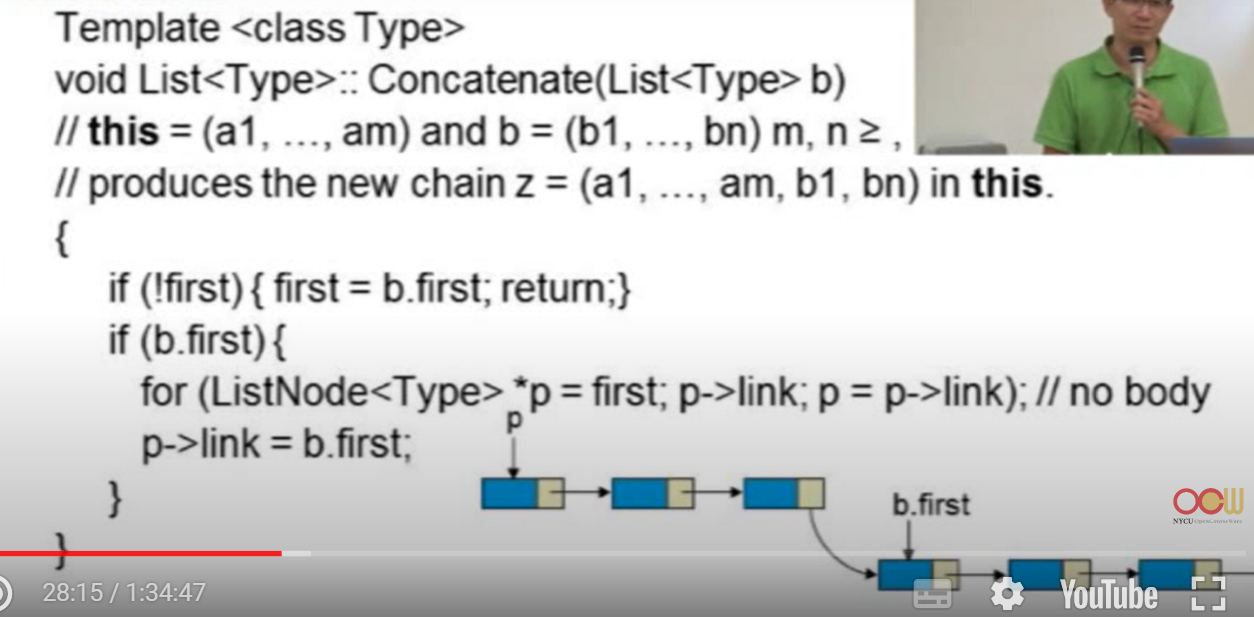 Template <class Type>
void List<Type>:: Concatenate(List<Type> b)
// this = (a1, ..., am) and b = (b1, ..., bn) m, n ≥ ,
// produces the new chain z = (a1, ..., am, b1, bn) in this.
{
if (!first) { first = b.first; return;}
if (b.first) {
for (ListNode<Type> *p = first; p->link; p = p->link); // no body
p->link = b.first;
}
}
p
b.first
OCW
NYCU OpenCourseWare
28:15 / 1:34:47
YouTube